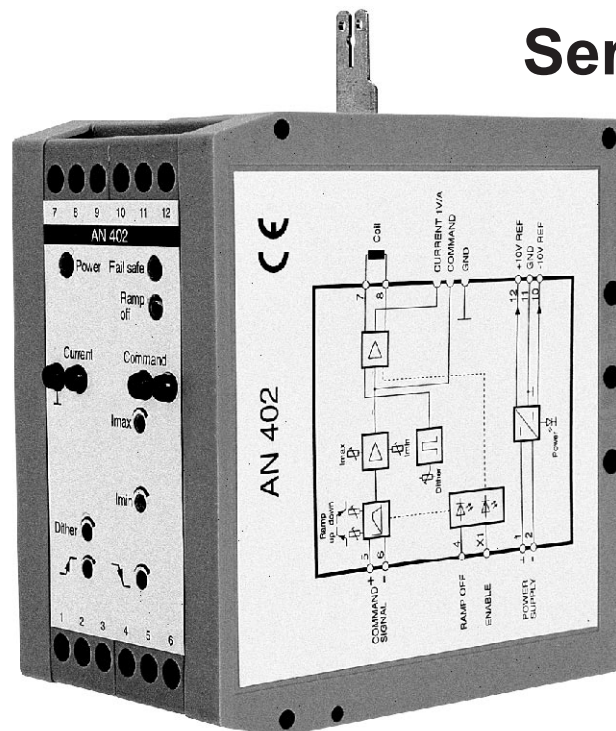 Ser
7 8 9 10 11 12
AN 402
Power Fail safe
Ramp
off
Current
Command
Imax
Imin
Dither
1 2 3 4 5 6
CE
AN 402
Coil
CURRENT 1V/A
COMMAND
GND
+10V REF
GND
-10V REF
7
8
12
11
10
Imax
Imin
Dither
Power
Ramp
up down
5
6
4
X1
1
2
+
-
+
-
COMMAND
SIGNAL
RAMP OFF
ENABLE
POWER
SUPPLY